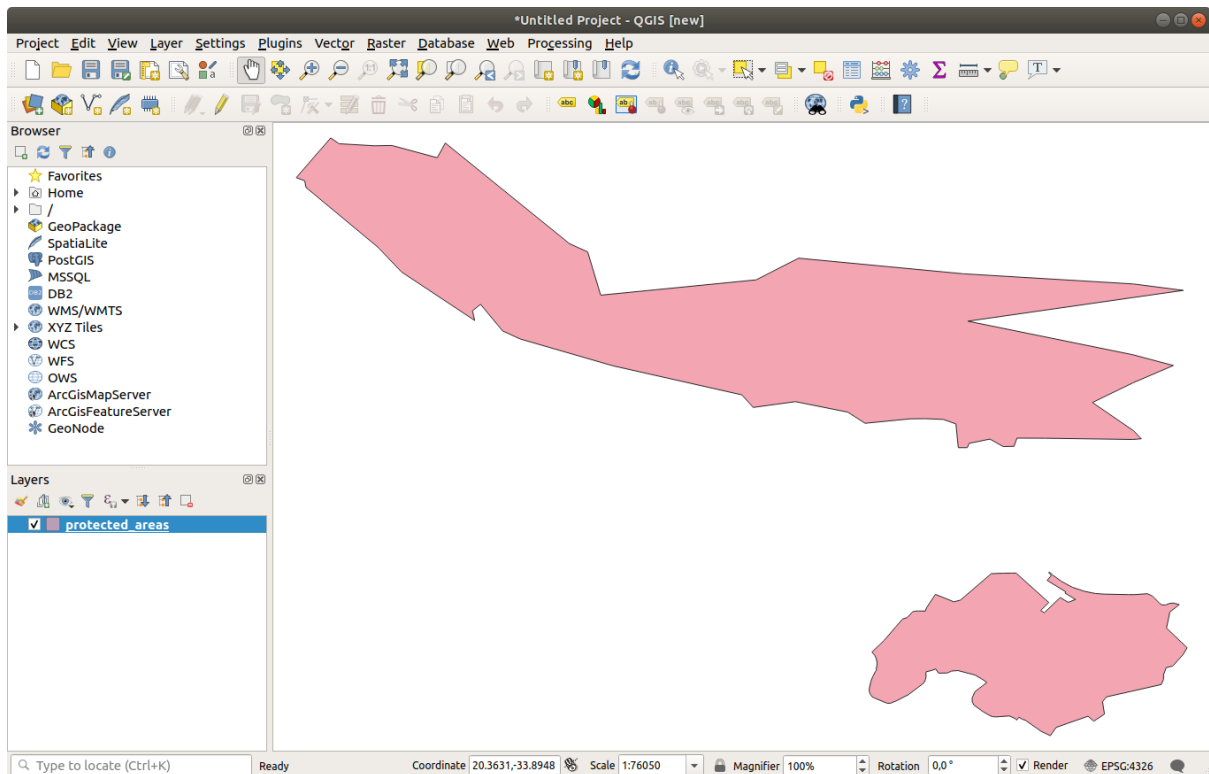 *Untitled Project - QGIS [new]
Project Edit View Layer Settings Plugins Vector Raster Database Web Processing Help
Browser
Favorites
Home
/
GeoPackage
SpatiaLite
PostGIS
MSSQL
DB2
WMS/WMTS
XYZ Tiles
WCS
WFS
OWS
ArcGisMapServer
ArcGisFeatureServer
GeoNode
Layers
protected_areas
Type to locate (Ctrl+K) Ready Coordinate 20.3631,-33.8948 Scale 1:76050 Magnifier 100% Rotation 0,0° Render EPSG:4326